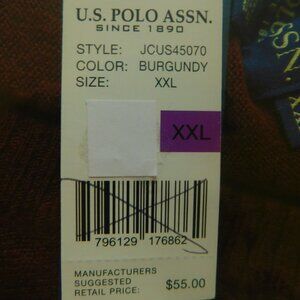 U.S. POLO ASSN.
SINCE 1890
STYLE: JCUS45070
COLOR: BURGUNDY
SIZE: XXL
XXL
796129 176862
MANUFACTURERS
SUGGESTED
RETAIL PRICE: $55.00